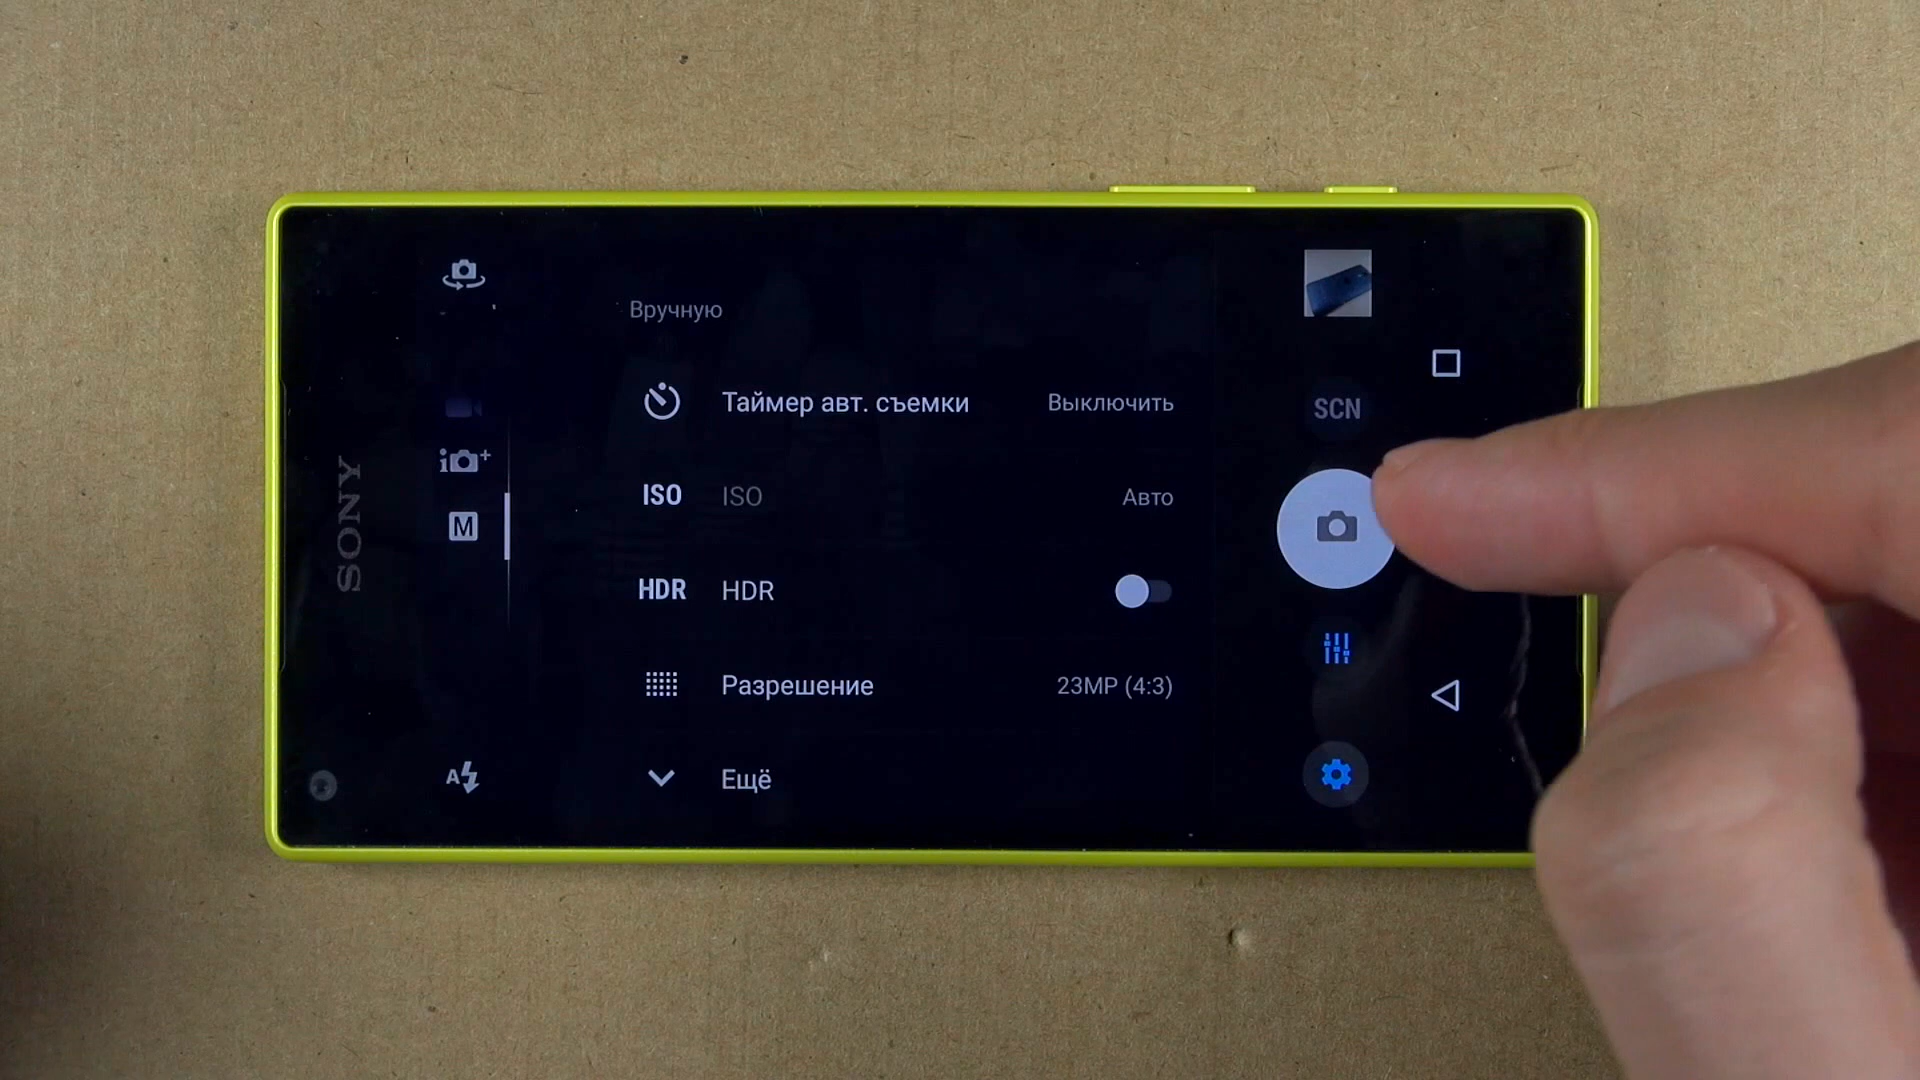 SONY
i+
M
A
Вручную
Таймер авт. съемки Выключить
ISO ISO Авто
HDR HDR
Разрешение 23MP (4:3)
Ещё
SCN